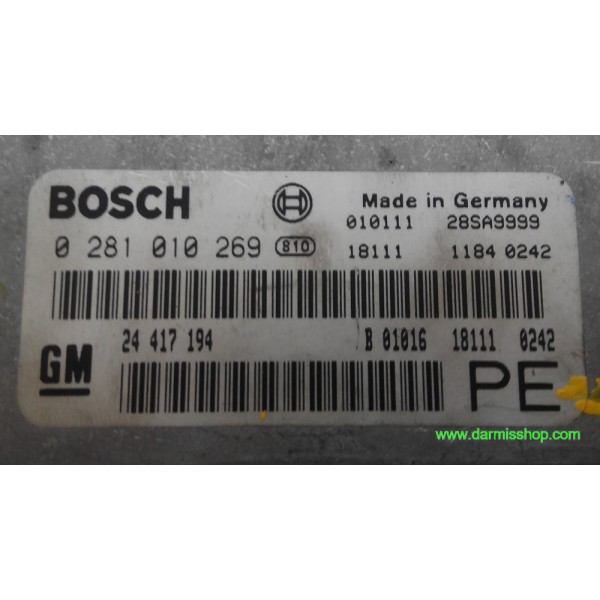 BOSCH Made in Germany
010111 28SA9999
0 281 010 269 810 18111 1184 0242
24 417 194 B 01016 18111 0242
GM PE
www.darmisshop.com